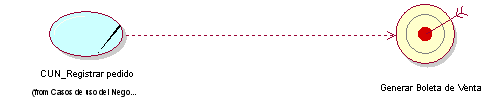 CUN_Registrar pedido
(from Casos de uso del Nego...
Generar Boleta de Venta